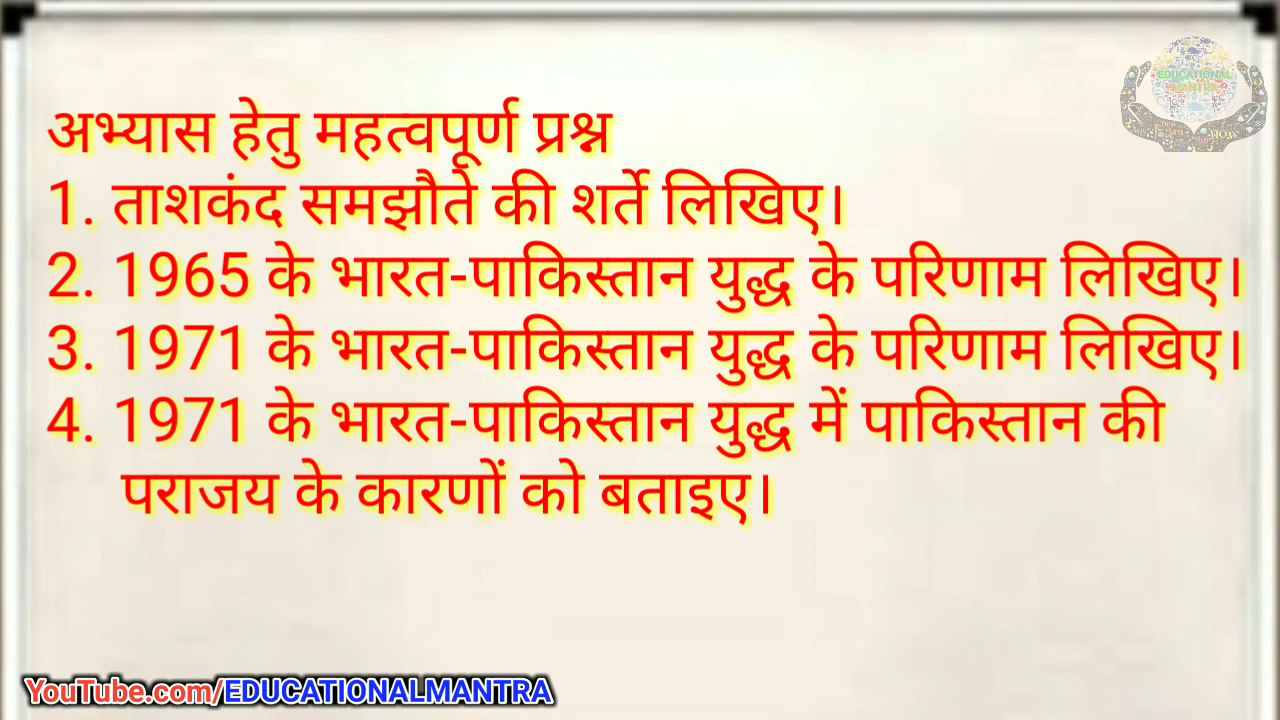 EDUCATIONAL
MANTRA
अभ्यास हेतु महत्वपूर्ण प्रश्न
1. ताशकंद समझौते की शर्ते लिखिए।
2. 1965 के भारत-पाकिस्तान युद्ध के परिणाम लिखिए।
3. 1971 के भारत-पाकिस्तान युद्ध के परिणाम लिखिए।
4. 1971 के भारत-पाकिस्तान युद्ध में पाकिस्तान की
पराजय के कारणों को बताइए।
YouTube.com/EDUCATIONALMANTRA